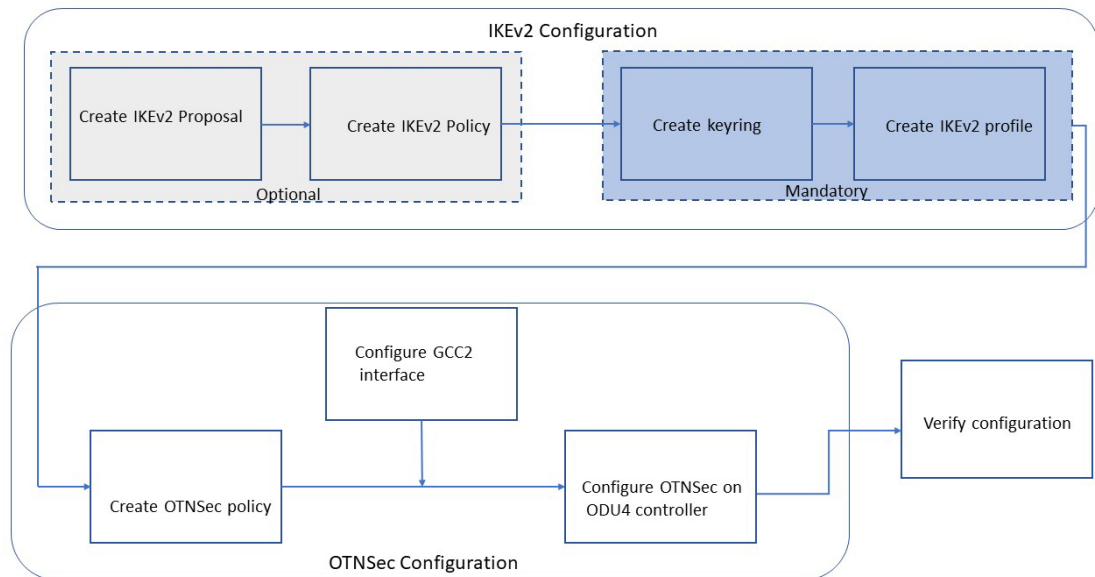 IKEv2 Configuration
Create IKEv2 Proposal
Create IKEv2 Policy
Create keyring
Create IKEv2 profile
Optional
Mandatory
Configure GCC2
interface
Create OTNSec policy
Configure OTNSec on
ODU4 controller
Verify configuration
OTNSec Configuration